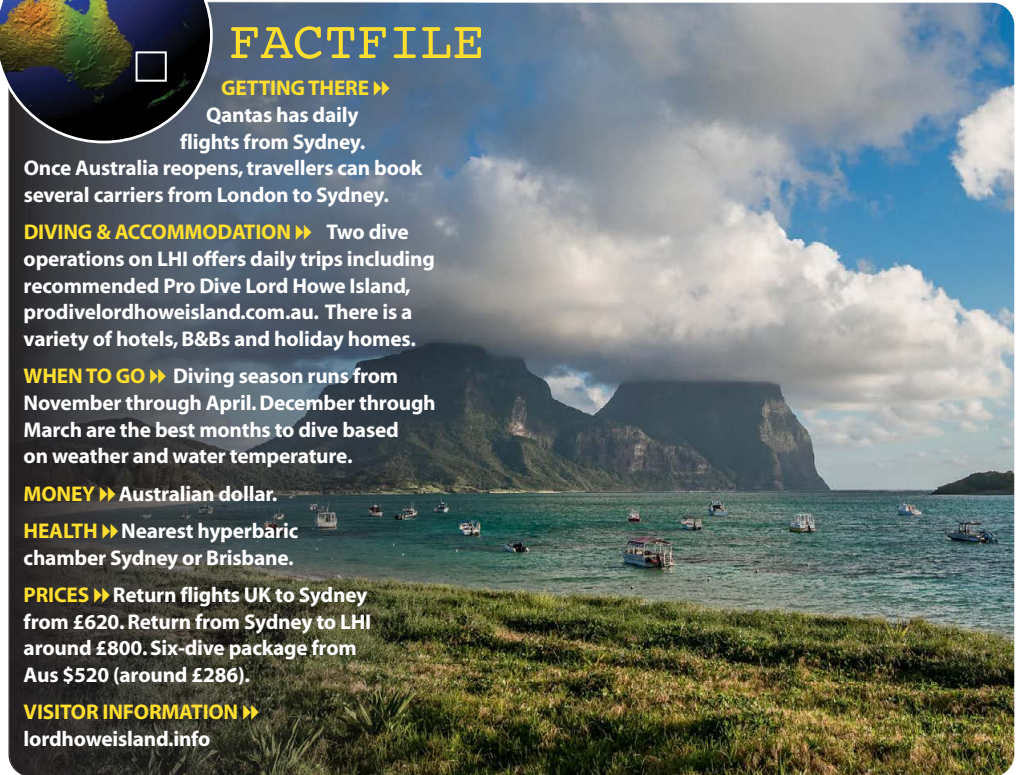 FACTFILE
GETTING THERE
Qantas has daily
flights from Sydney.
Once Australia reopens, travellers can book
several carriers from London to Sydney.
DIVING & ACCOMMODATION Two dive
operations on LHI offers daily trips including
recommended Pro Dive Lord Howe Island,
prodivelordhoweisland.com.au. There is a
variety of hotels, B&Bs and holiday homes.
WHEN TO GO Diving season runs from
November through April. December through
March are the best months to dive based
on weather and water temperature.
MONEY Australian dollar.
HEALTH Nearest hyperbaric
chamber Sydney or Brisbane.
PRICES Return flights UK to Sydney
from £620. Return from Sydney to LHI
around £800. Six-dive package from
Aus $520 (around £286).
VISITOR INFORMATION
lordhoweisland.info